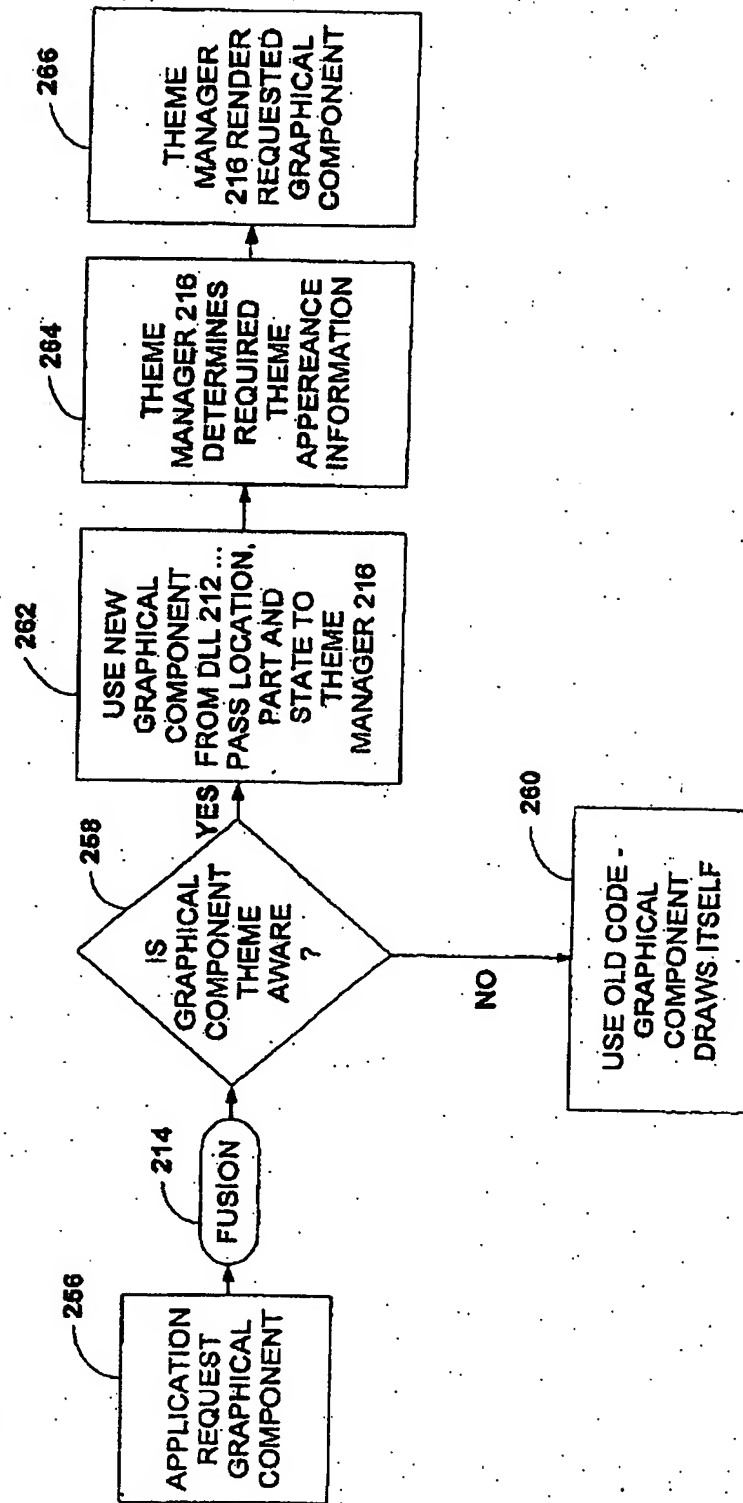 256
APPLICATION
REQUEST
GRAPHICAL
COMPONENT
214
FUSION
258
IS
GRAPHICAL
COMPONENT
THEME
AWARE
?
YES
NO
262
USE NEW
GRAPHICAL
COMPONENT
FROM DLL 212 ...
PASS LOCATION,
PART AND
STATE TO
THEME
MANAGER 216
264
THEME
MANAGER 216
DETERMINES
REQUIRED
THEME
APPEREANCE
INFORMATION
266
THEME
MANAGER
216 RENDER
REQUESTED
GRAPHICAL
COMPONENT
260
USE OLD CODE -
GRAPHICAL
COMPONENT
DRAWS ITSELF